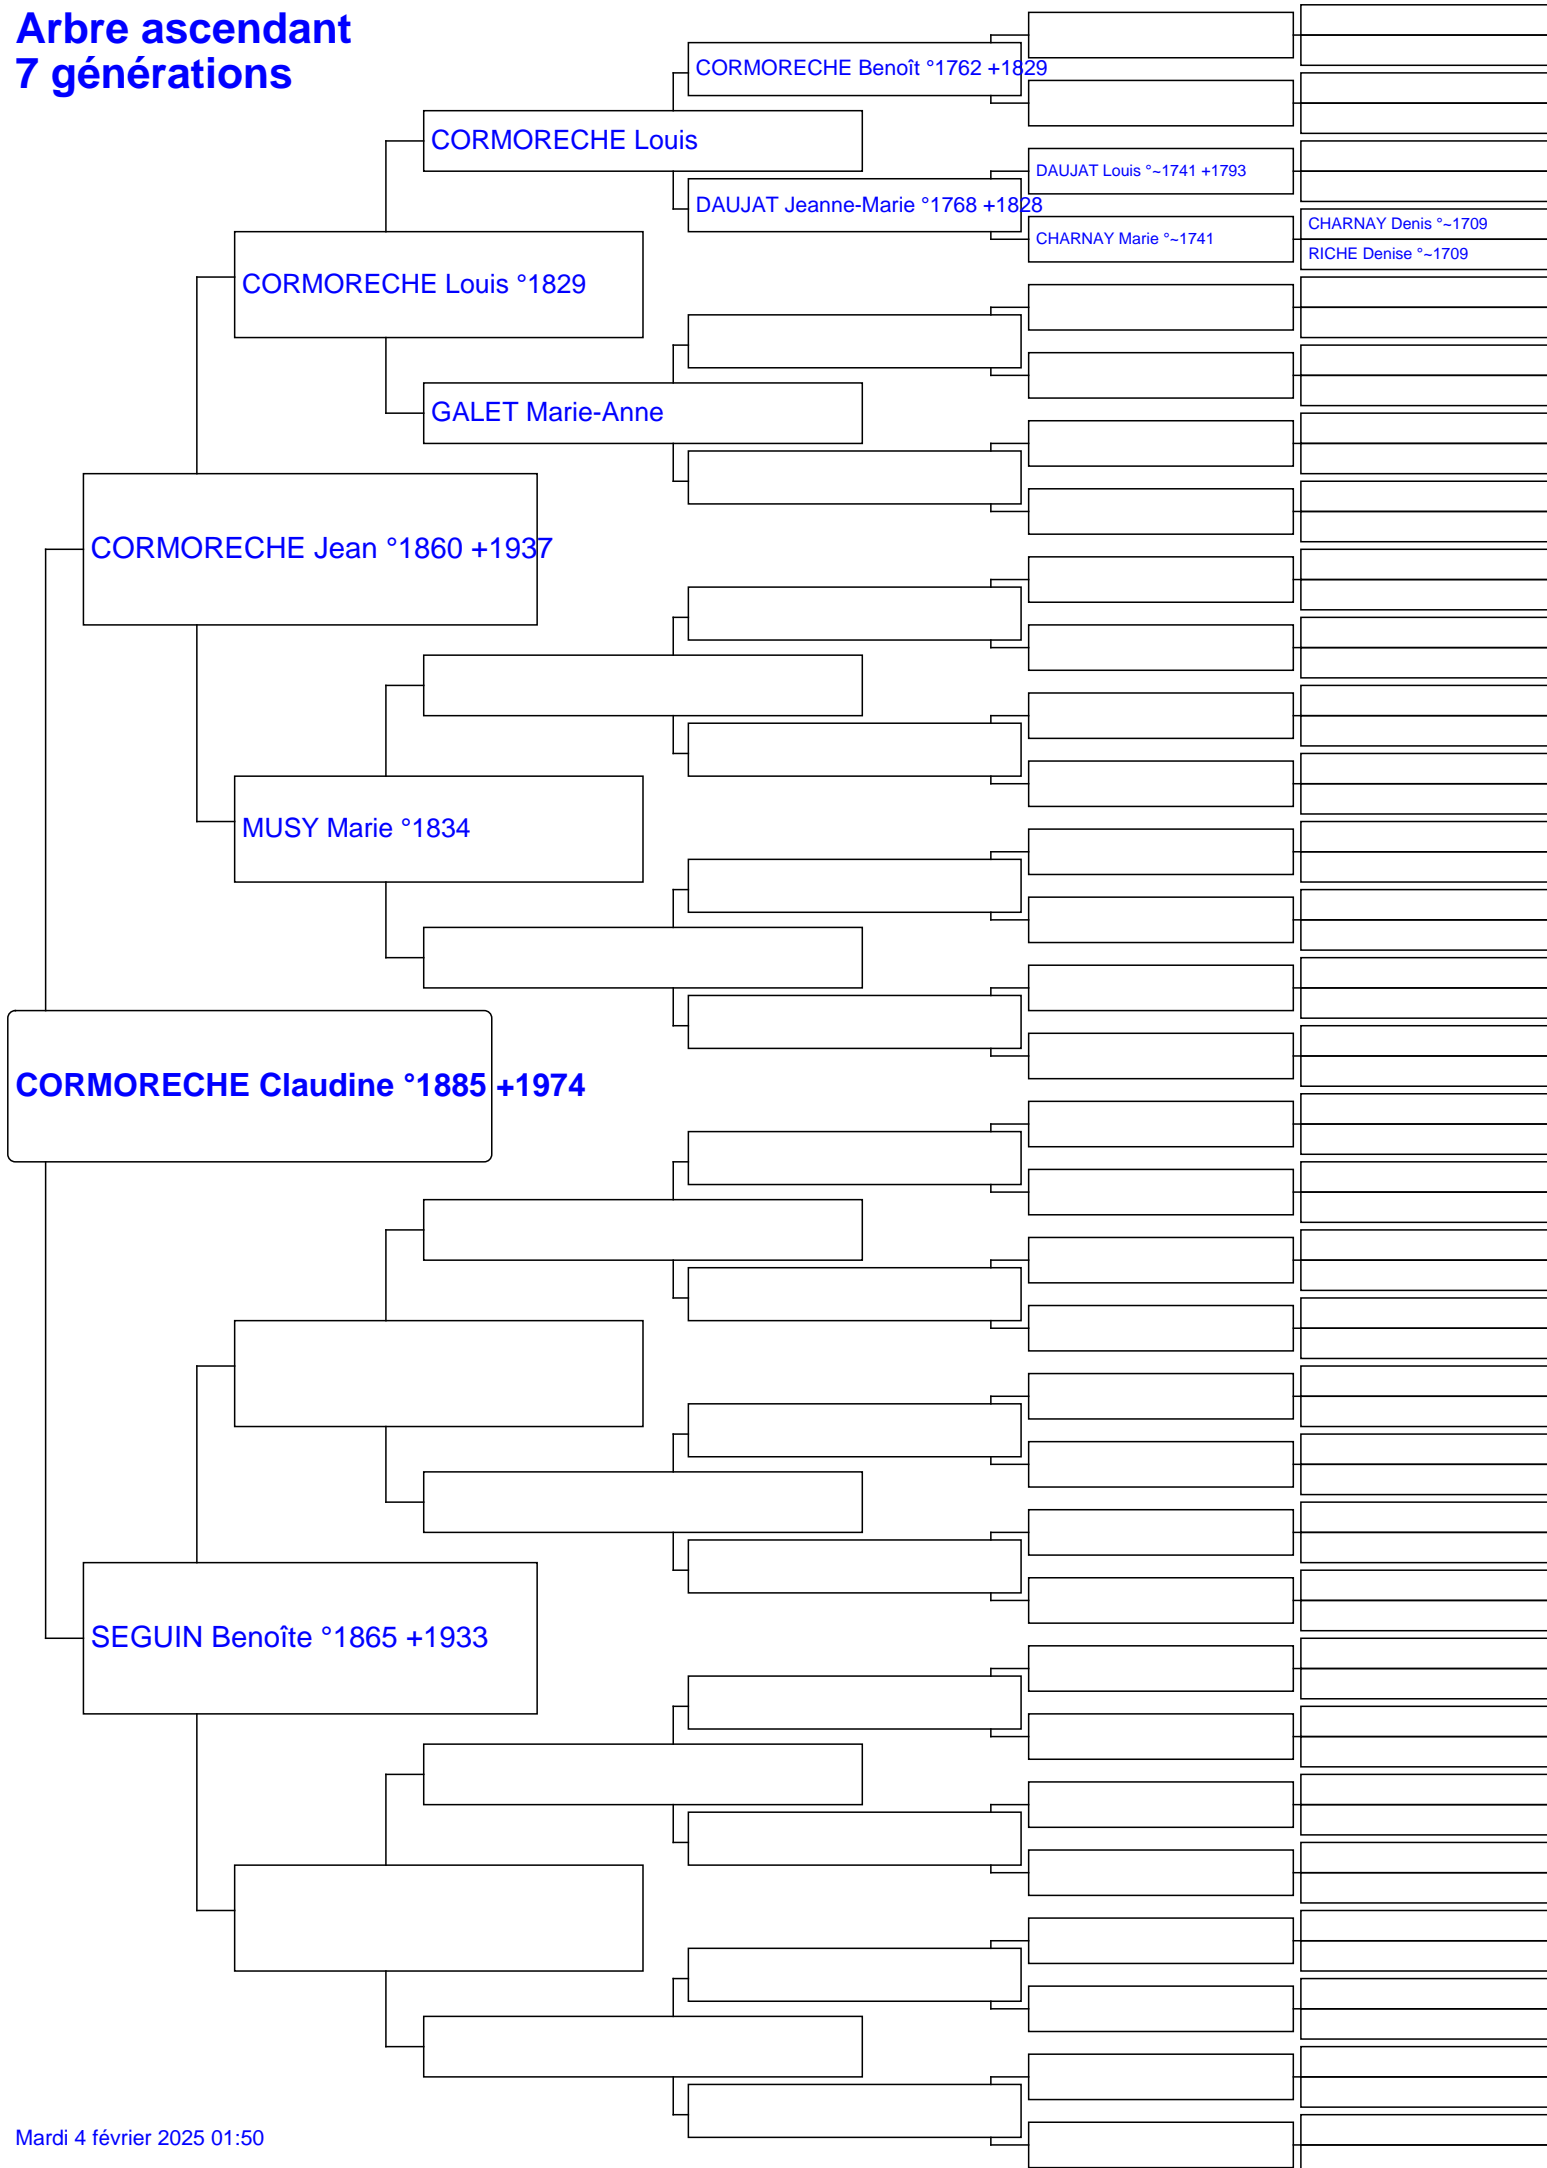 Arbre ascendant
7 générations
CORMORECHE Benoît °1762 +1829
CORMORECHE Louis
DAUJAT Louis °~1741 +1793
DAUJAT Jeanne-Marie °1768 +1828
CHARNAY Denis °~1709
CHARNAY Marie °~1741
RICHE Denise °~1709
CORMORECHE Louis °1829
GALET Marie-Anne
CORMORECHE Jean °1860 +1937
MUSY Marie °1834
CORMORECHE Claudine °1885 +1974
SEGUIN Benoîte °1865 +1933
Mardi 4 février 2025 01:50